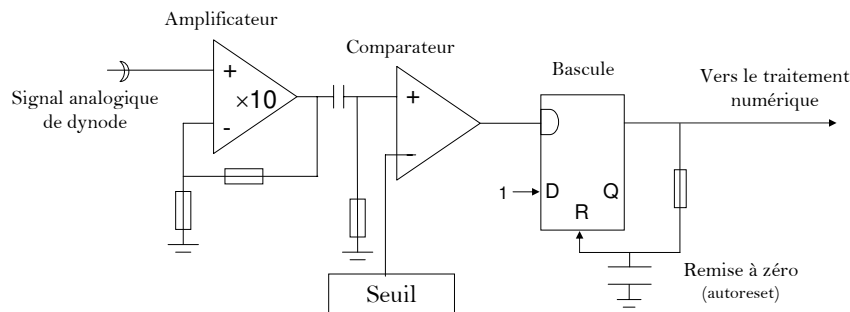 Amplificateur
Comparateur
Bascule
Vers le traitement
numérique
Signal analogique
de dynode
+
×10
-
+
-
1
D
Q
R
Seuil
Remise à zéro
(autoreset)